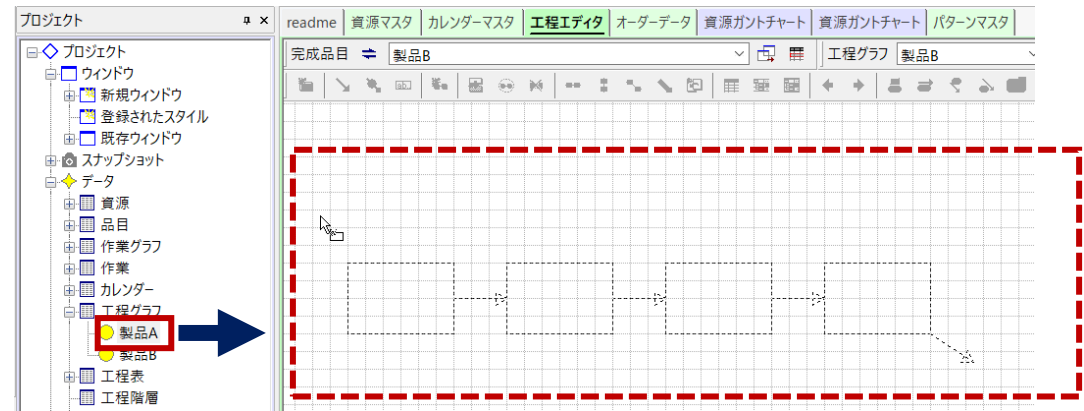 プロジェクト
readme 資源マスタ カレンダーマスタ 工程エディタ オーダーデータ 資源ガントチャート 資源ガントチャート パターンマスタ
完成品目 製品B 工程グラフ 製品B
プロジェクト
ウィンドウ
新規ウィンドウ
登録されたスタイル
既存ウィンドウ
スナップショット
データ
資源
品目
作業グラフ
作業
カレンダー
工程グラフ
製品A
製品B
工程表
工程階層